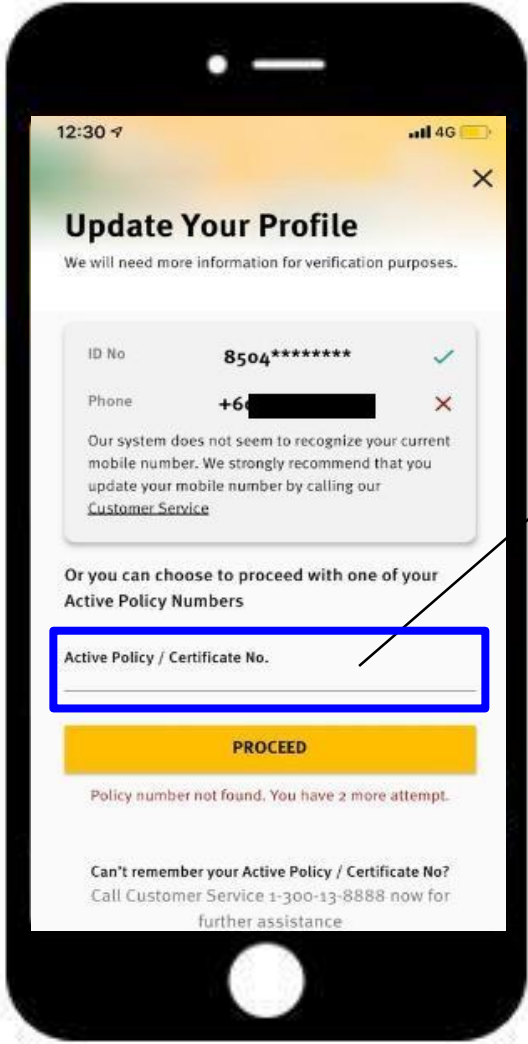 12:30 4G
Update Your Profile
We will need more information for verification purposes.
ID No 8504********
Phone +6
Our system does not seem to recognize your current
mobile number. We strongly recommend that you
update your mobile number by calling our
Customer Service
Or you can choose to proceed with one of your
Active Policy Numbers
Active Policy / Certificate No.
PROCEED
Policy number not found. You have 2 more attempt.
Can't remember your Active Policy / Certificate No?
Call Customer Service 1-300-13-8888 now for
further assistance